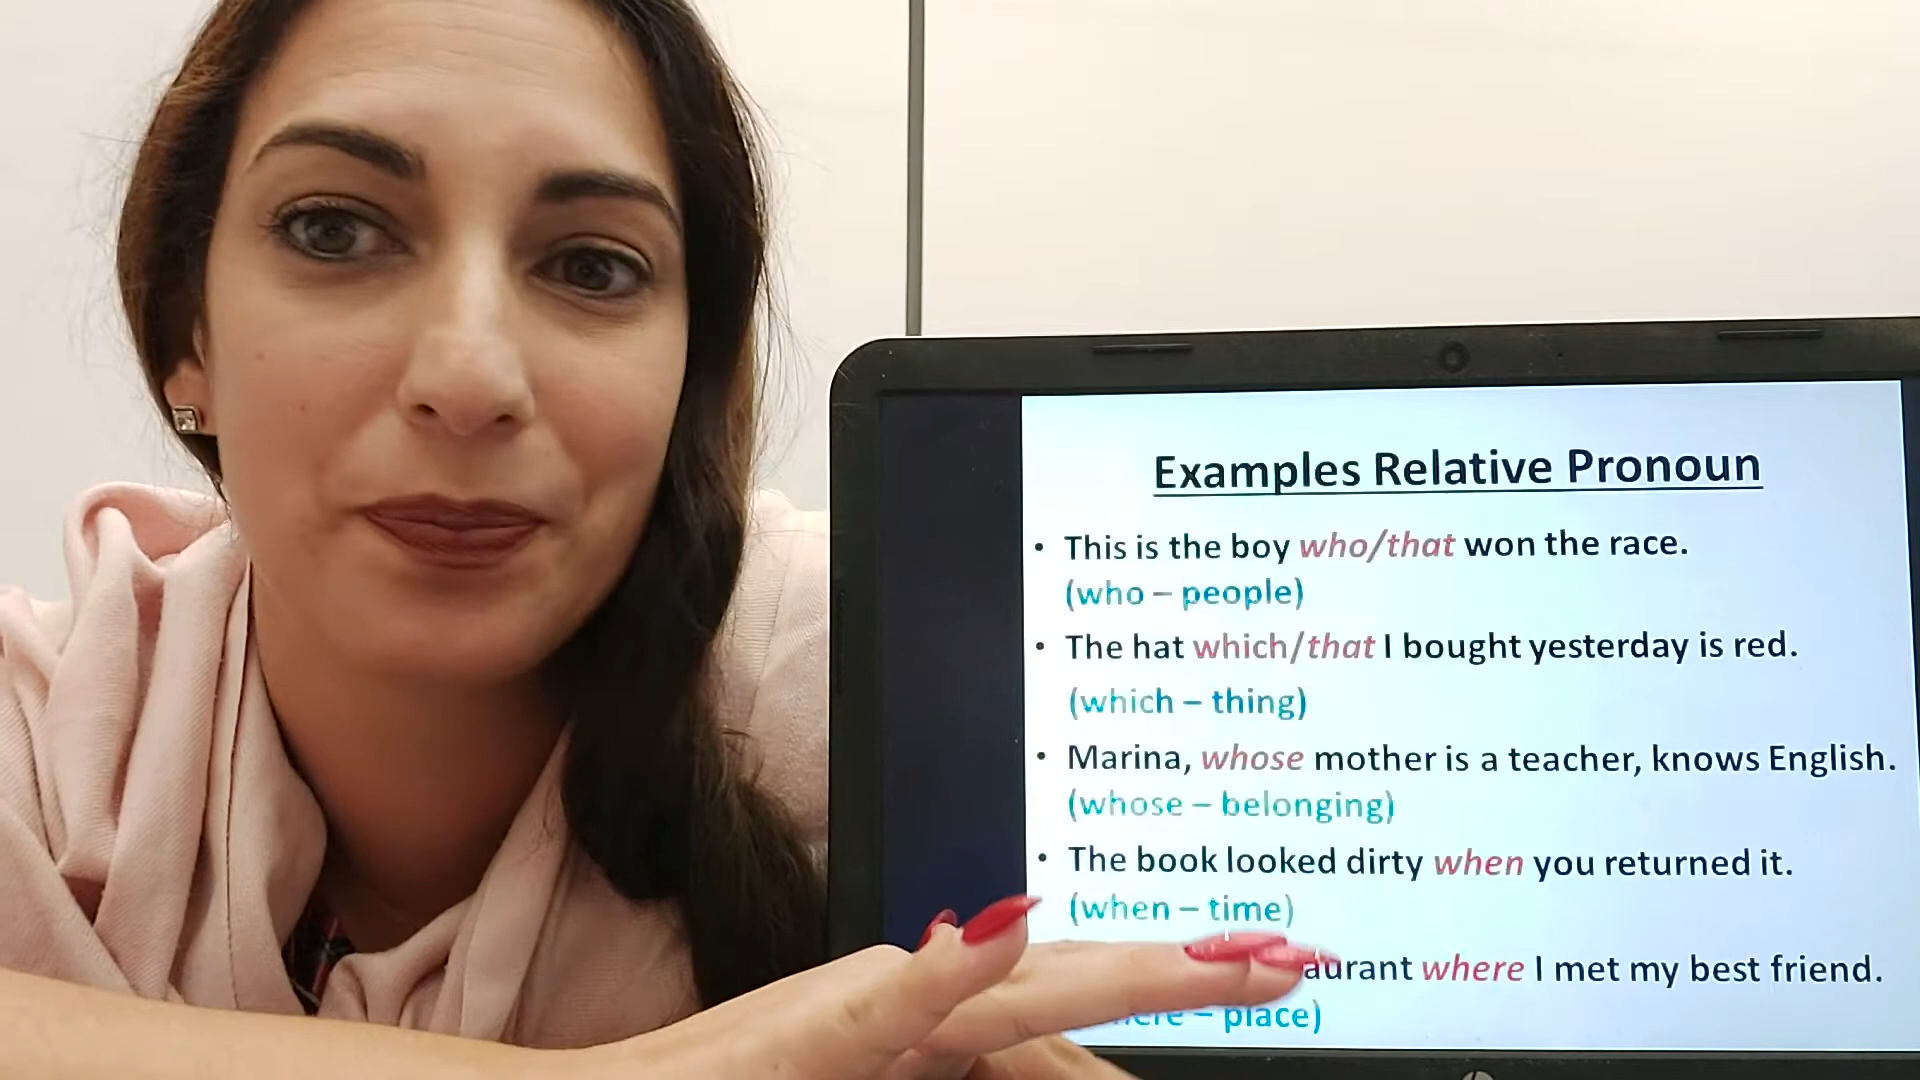 Examples Relative Pronoun
• This is the boy who/that won the race.
(who – people)
• The hat which/that I bought yesterday is red.
(which – thing)
• Marina, whose mother is a teacher, knows English.
(whose – belonging)
• The book looked dirty when you returned it.
(when – time)
where I met my best friend.
– place)